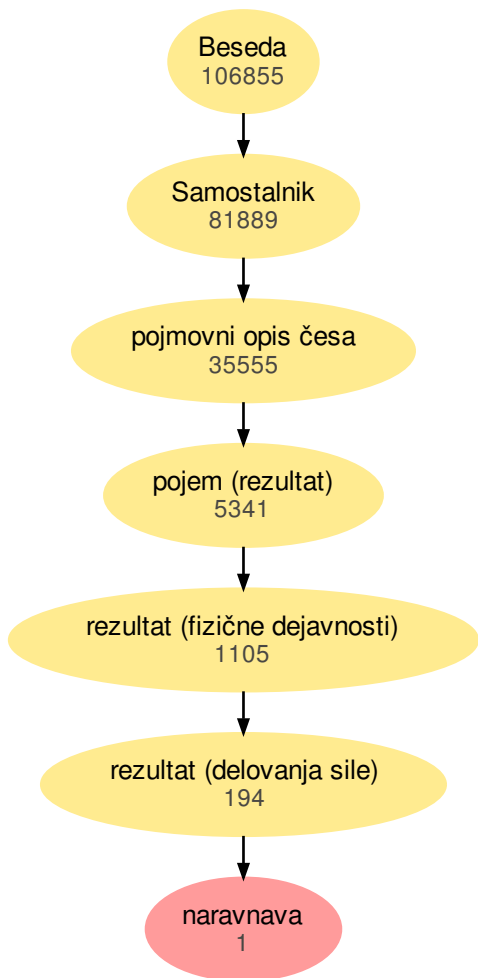 Beseda
106855
Samostalnik
81889
pojmovni opis česa
35555
pojem (rezultat)
5341
rezultat (fizične dejavnosti)
1105
rezultat (delovanja sile)
194
naravnava
1